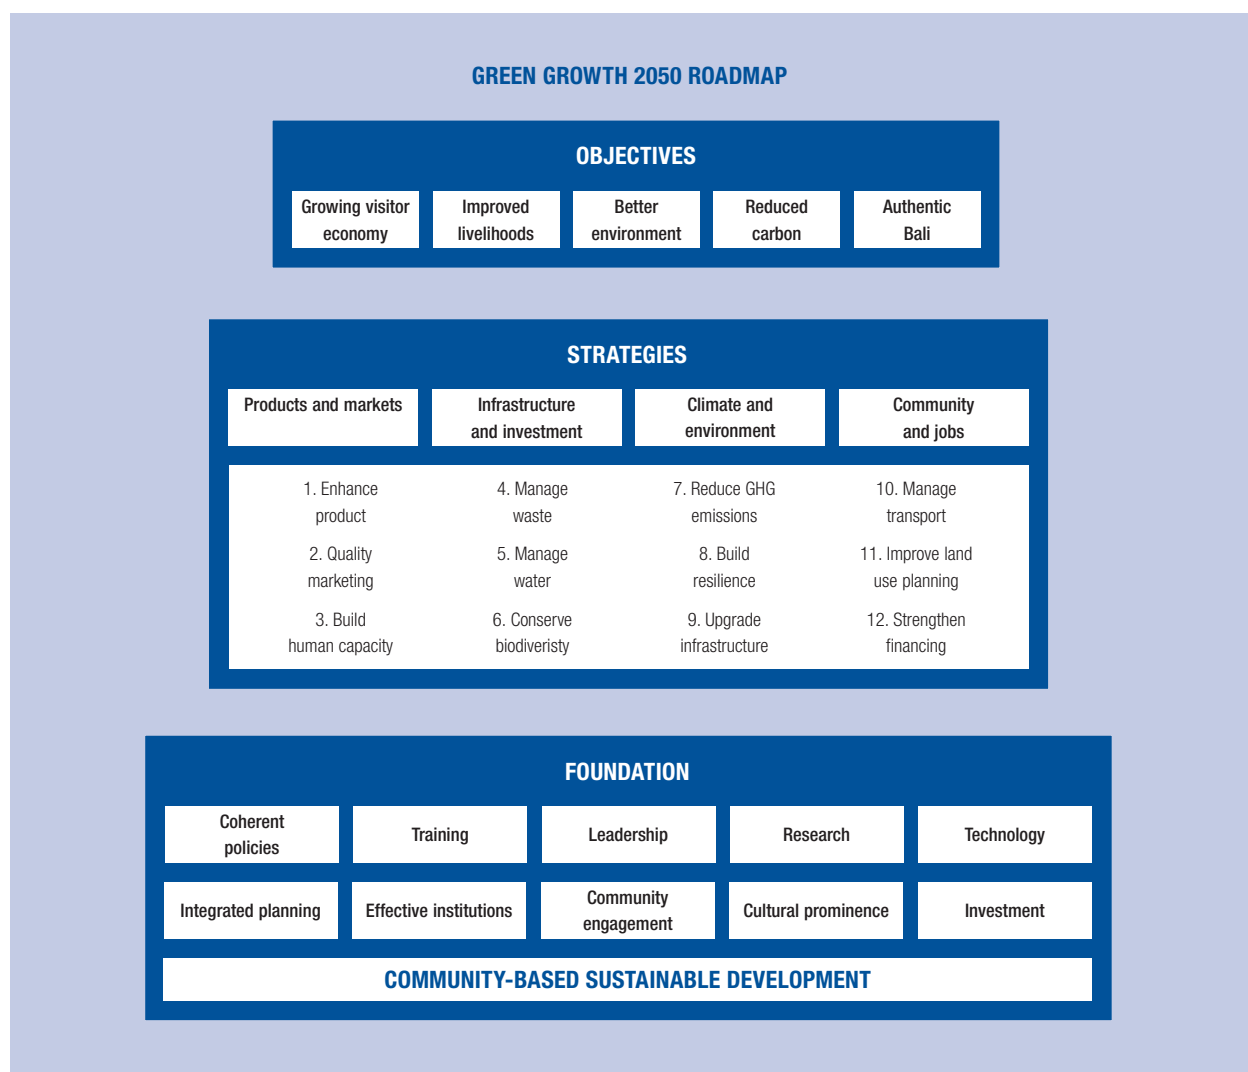 GREEN GROWTH 2050 ROADMAP
OBJECTIVES
Growing visitor
economy
Improved
livelihoods
Better
environment
Reduced
carbon
Authentic
Bali
STRATEGIES
Products and markets
Infrastructure
and investment
Climate and
environment
Community
and jobs
1. Enhance
product
2. Quality
marketing
3. Build
human capacity
4. Manage
waste
5. Manage
water
6. Conserve
biodiveristy
7. Reduce GHG
emissions
8. Build
resilience
9. Upgrade
infrastructure
10. Manage
transport
11. Improve land
use planning
12. Strengthen
financing
FOUNDATION
Coherent
policies
Training
Leadership
Research
Technology
Integrated planning
Effective institutions
Community
engagement
Cultural prominence
Investment
COMMUNITY-BASED SUSTAINABLE DEVELOPMENT